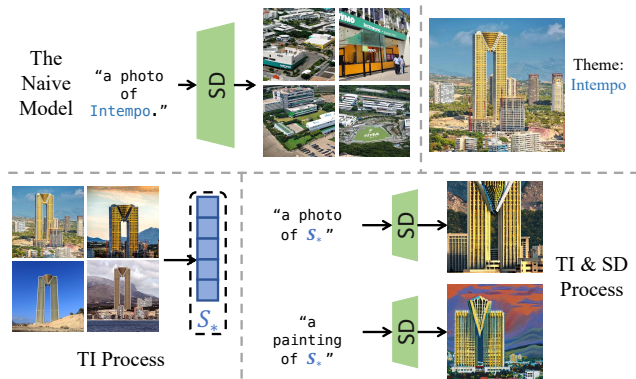 The
Naive
Model
“a photo
of
Intempo.”
SD
Theme:
Intempo
S*
TI Process
“a photo
of S*”
SD
“a
painting
of S*”
SD
TI & SD
Process